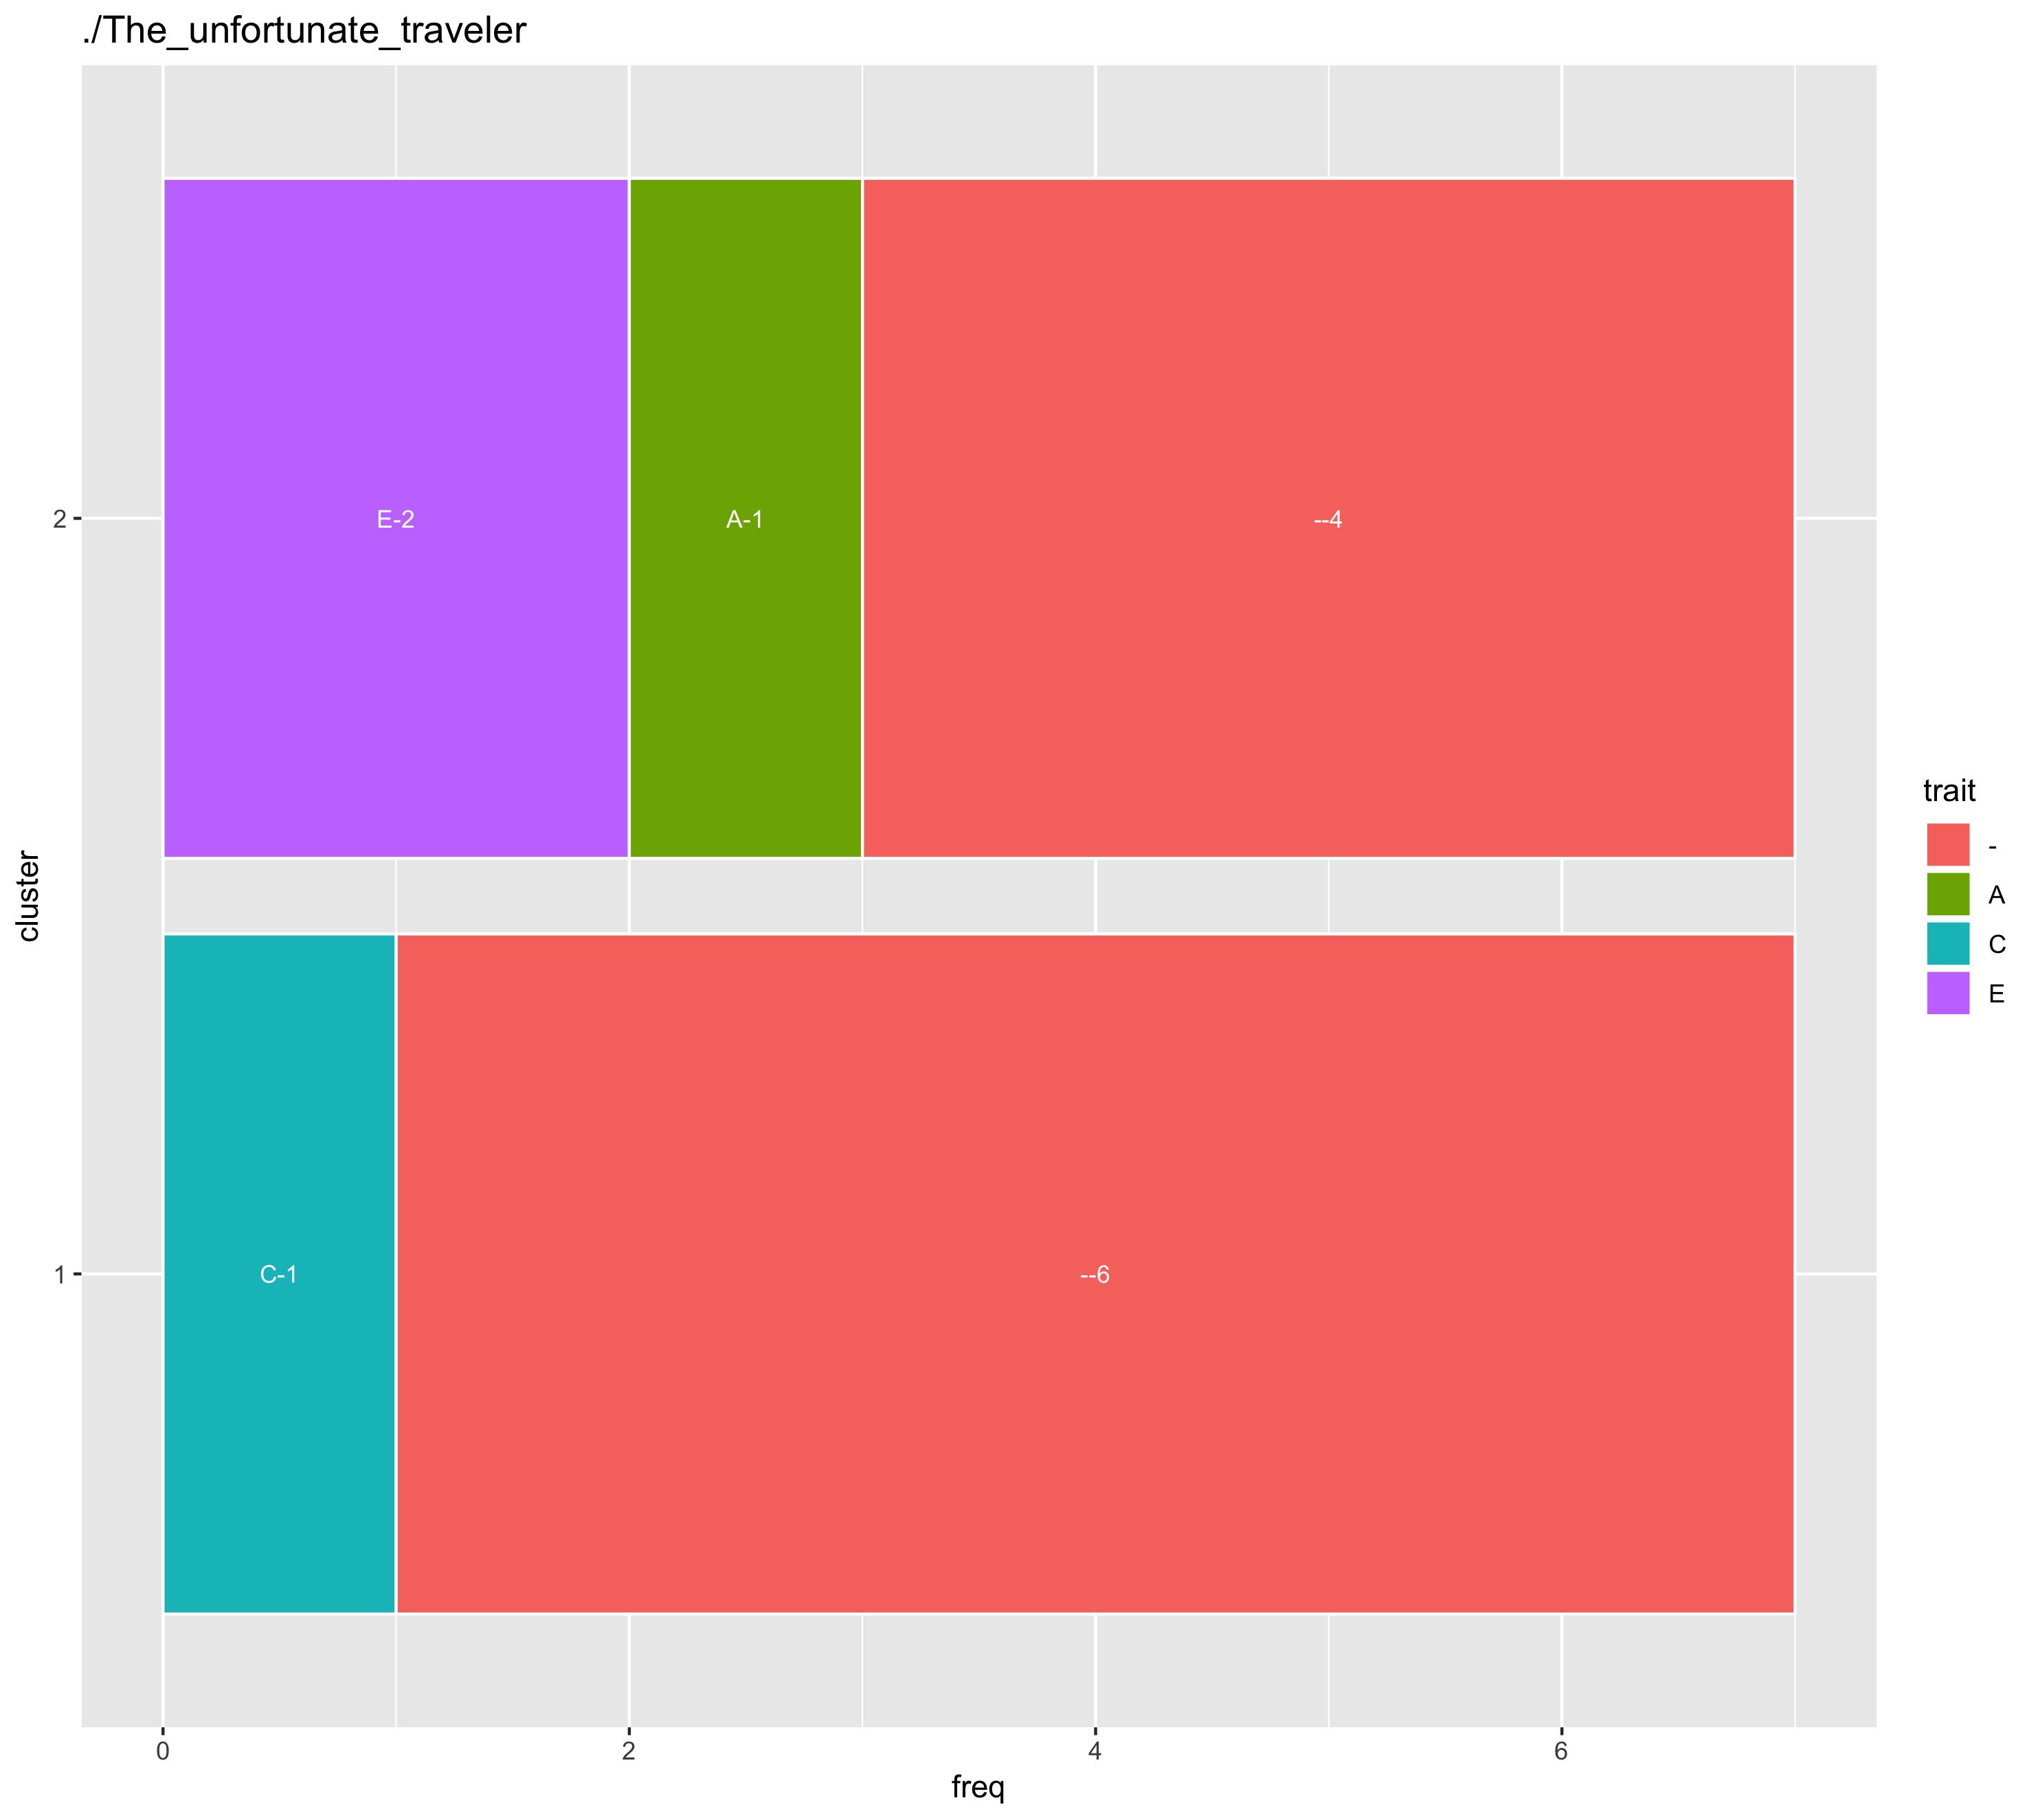 ./The_unfortunate_traveler
2
E-2
A-1
--4
cluster
1
C-1
--6
0
2
4
6
freq
trait
-
A
C
E